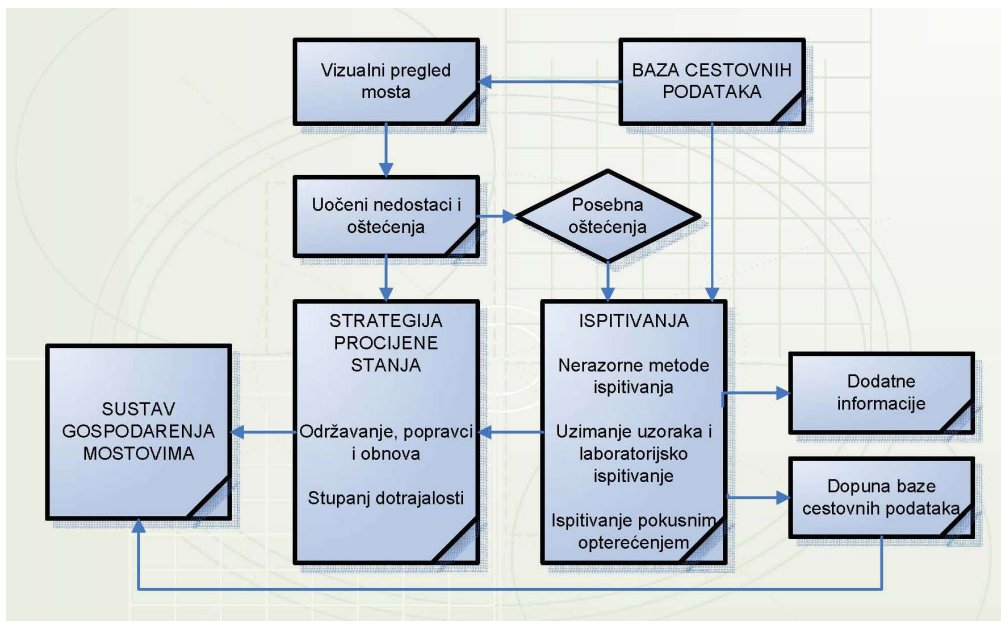 Vizualni pregled
mosta
BAZA CESTOVNIH
PODATAKA
Uočeni nedostaci i
oštećenja
Posebna
oštećenja
STRATEGIJA
PROCIJENE
STANJA
Održavanje, popravci
i obnova
Stupanj dotrajalosti
ISPITIVANJA
Nerazorne metode
ispitivanja
Uzimanje uzoraka i
laboratorijsko
ispitivanje
Ispitivanje pokusnim
opterećenjem
SUSTAV
GOSPODARENJA
MOSTOVIMA
Dodatne
informacije
Dopuna baze
cestovnih podataka